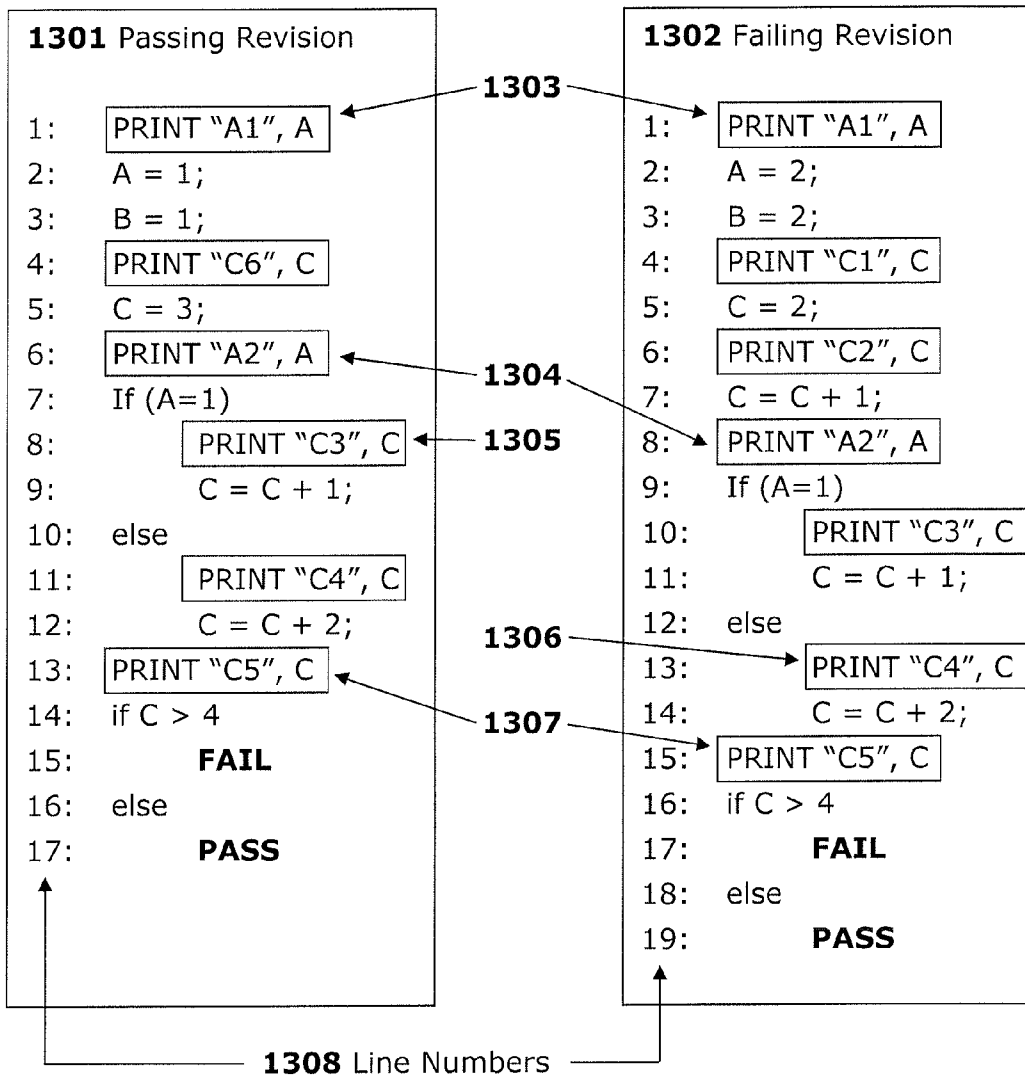 1301 Passing Revision
1: PRINT “A1”, A
2: A = 1;
3: B = 1;
4: PRINT “C6”, C
5: C = 3;
6: PRINT “A2”, A
7: If (A=1)
8: PRINT “C3”, C
9: C = C + 1;
10: else
11: PRINT “C4”, C
12: C = C + 2;
13: PRINT “C5”, C
14: if C > 4
15: FAIL
16: else
17: PASS
1303
1304
1305
1306
1307
1302 Failing Revision
1: PRINT “A1”, A
2: A = 2;
3: B = 2;
4: PRINT “C1”, C
5: C = 2;
6: PRINT “C2”, C
7: C = C + 1;
8: PRINT “A2”, A
9: If (A=1)
10: PRINT “C3”, C
11: C = C + 1;
12: else
13: PRINT “C4”, C
14: C = C + 2;
15: PRINT “C5”, C
16: if C > 4
17: FAIL
18: else
19: PASS
1308 Line Numbers